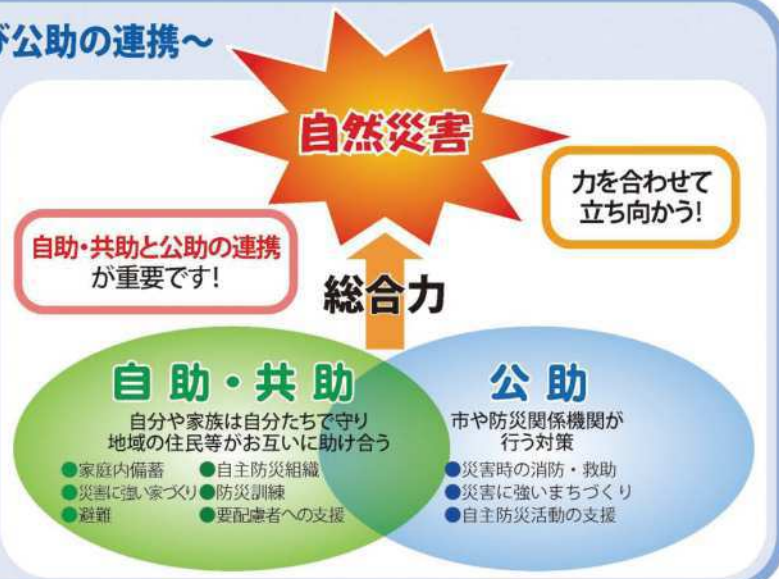 び公助の連携～
自然災害
力を合わせて
立ち向かう!
自助・共助と公助の連携
が重要です!
総合力
自助・共助
自分や家族は自分たちで守り
地域の住民等がお互いに助け合う
●家庭内備蓄
●災害に強い家づくり
●避難
●自主防災組織
●防災訓練
●要配慮者への支援
公助
市や防災関係機関が
行う対策
●災害時の消防・救助
●災害に強いまちづくり
●自主防災活動の支援